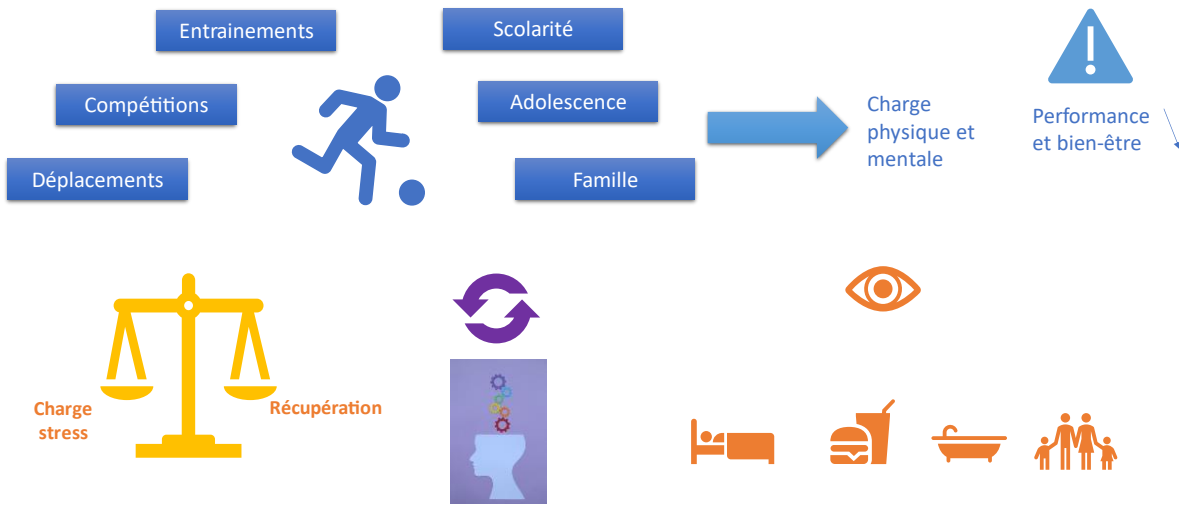 Entrainements
Scolarité
Compétitions
Adolescence
Déplacements
Famille
Charge
physique et
mentale
Performance
et bien-être
Charge
stress
Récupération